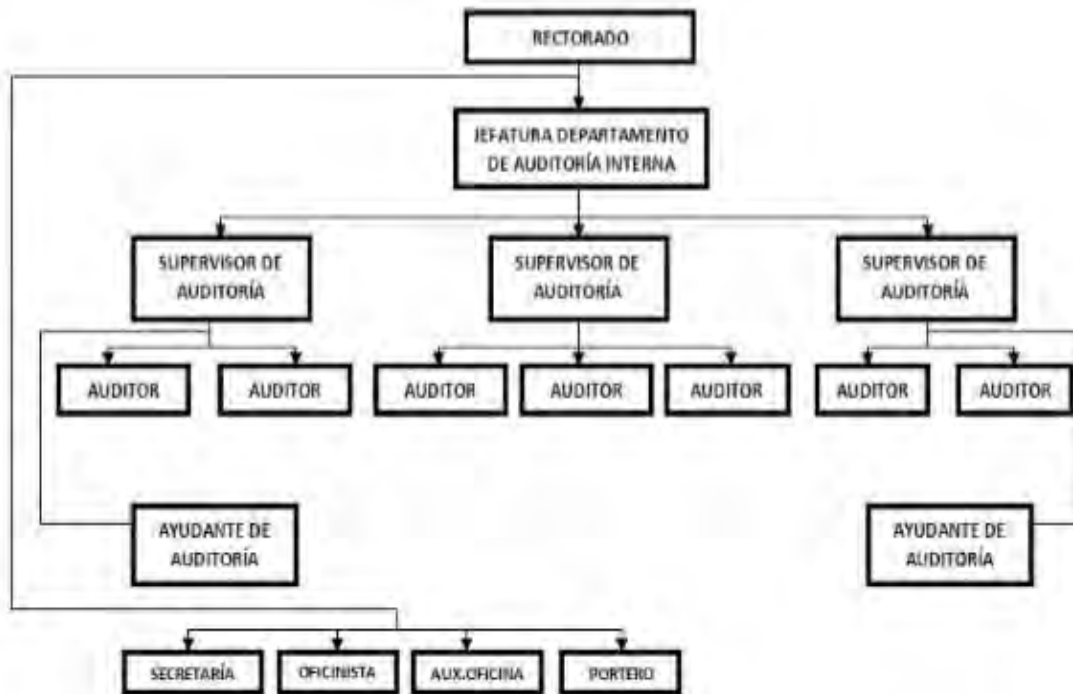 RECTORADO
JEFATURA DEPARTAMENTO
DE AUDITORÍA INTERNA
SUPERVISOR DE
AUDITORÍA
SUPERVISOR DE
AUDITORÍA
SUPERVISOR DE
AUDITORÍA
AUDITOR
AUDITOR
AUDITOR
AUDITOR
AUDITOR
AUDITOR
AUDITOR
AYUDANTE DE
AUDITORÍA
AYUDANTE DE
AUDITORÍA
SECRETARÍA
OFICINISTA
AUX.OFICINA
PORTERO